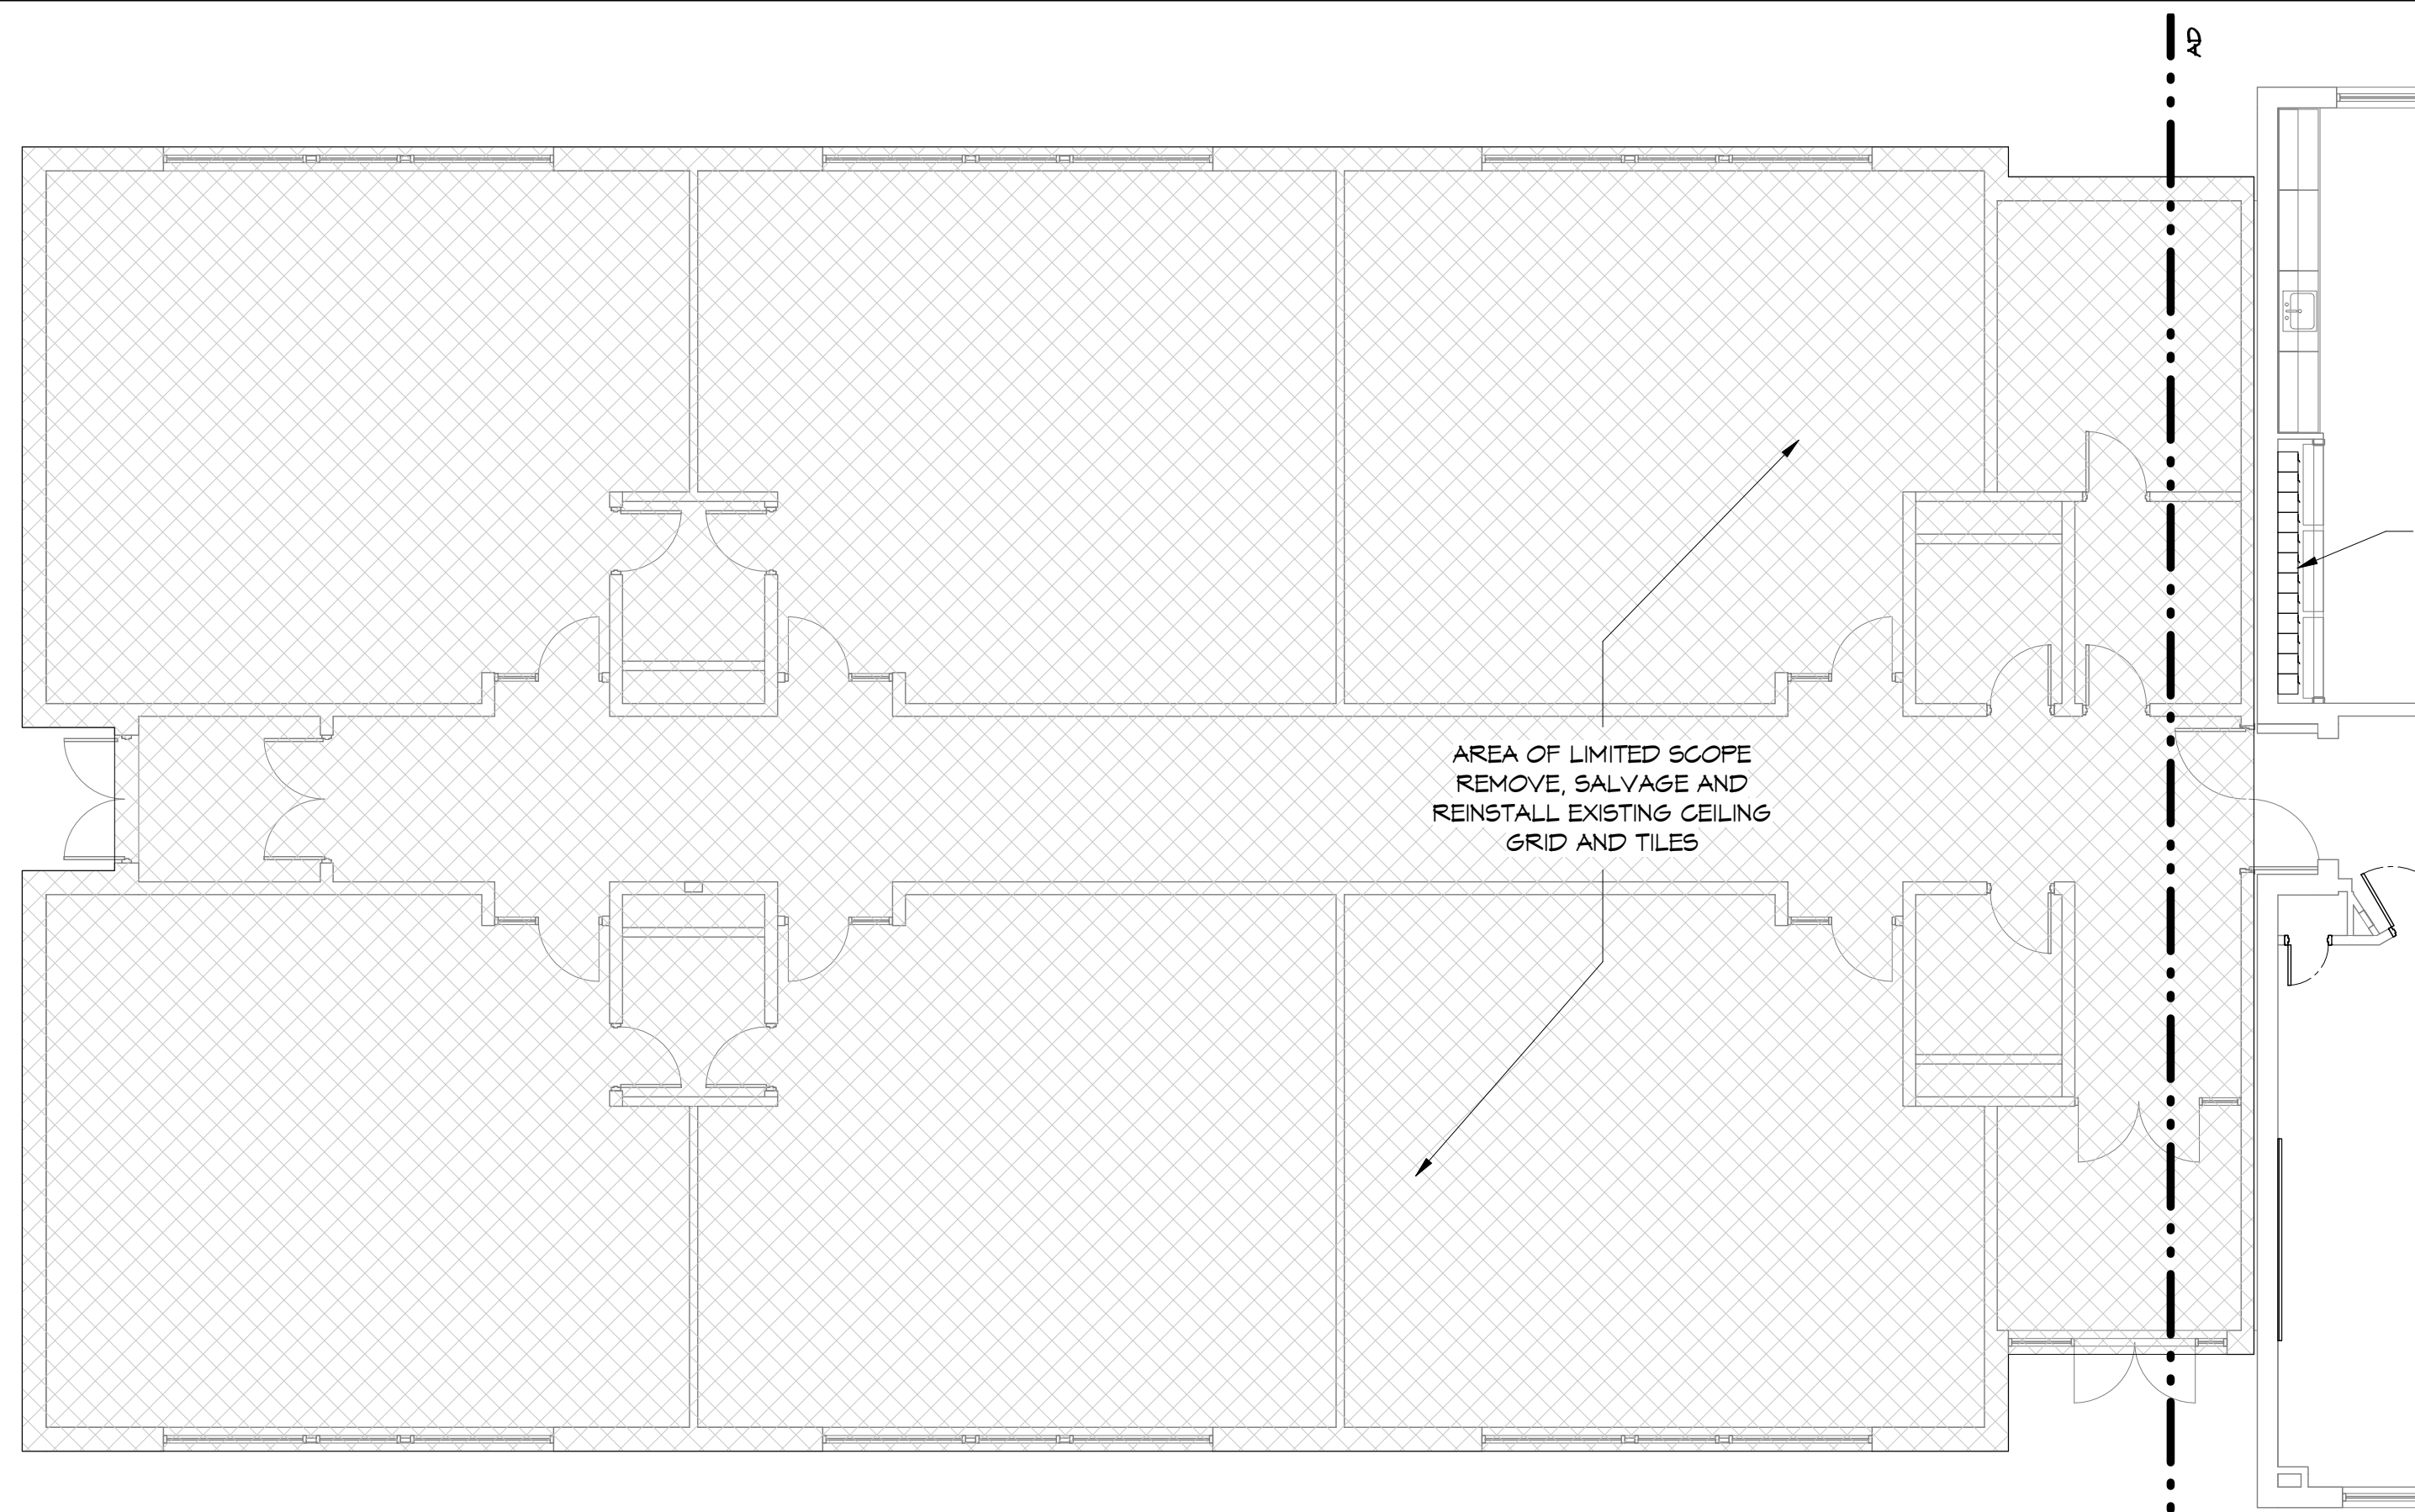 AD
AREA OF LIMITED SCOPE
REMOVE, SALVAGE AND
REINSTALL EXISTING CEILING
GRID AND TILES